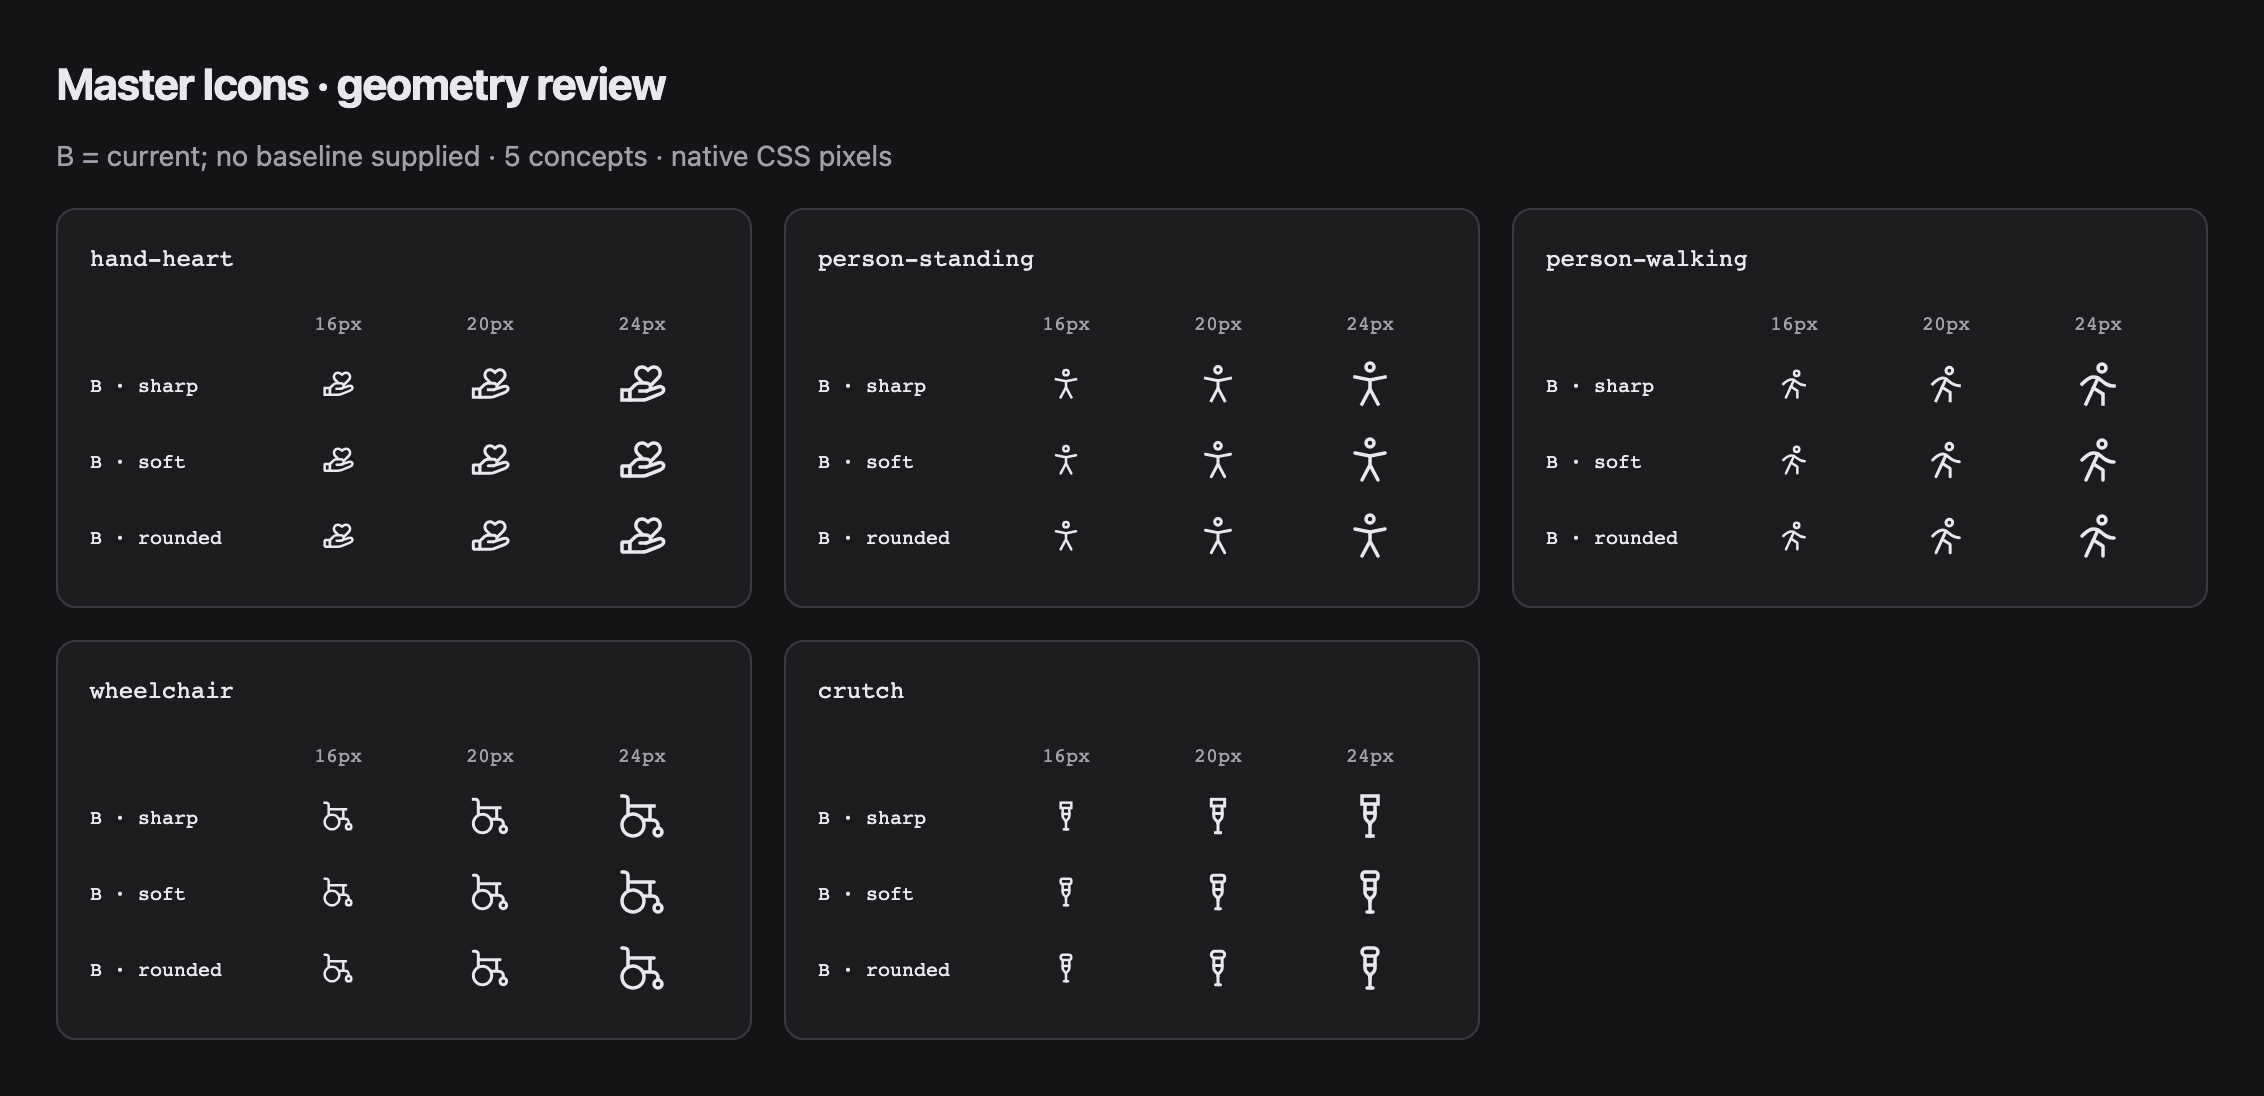 Master Icons · geometry review
B = current; no baseline supplied · 5 concepts · native CSS pixels
hand-heart
16px 20px 24px
B · sharp
B · soft
B · rounded
person-standing
16px 20px 24px
B · sharp
B · soft
B · rounded
person-walking
16px 20px 24px
B · sharp
B · soft
B · rounded
wheelchair
16px 20px 24px
B · sharp
B · soft
B · rounded
crutch
16px 20px 24px
B · sharp
B · soft
B · rounded